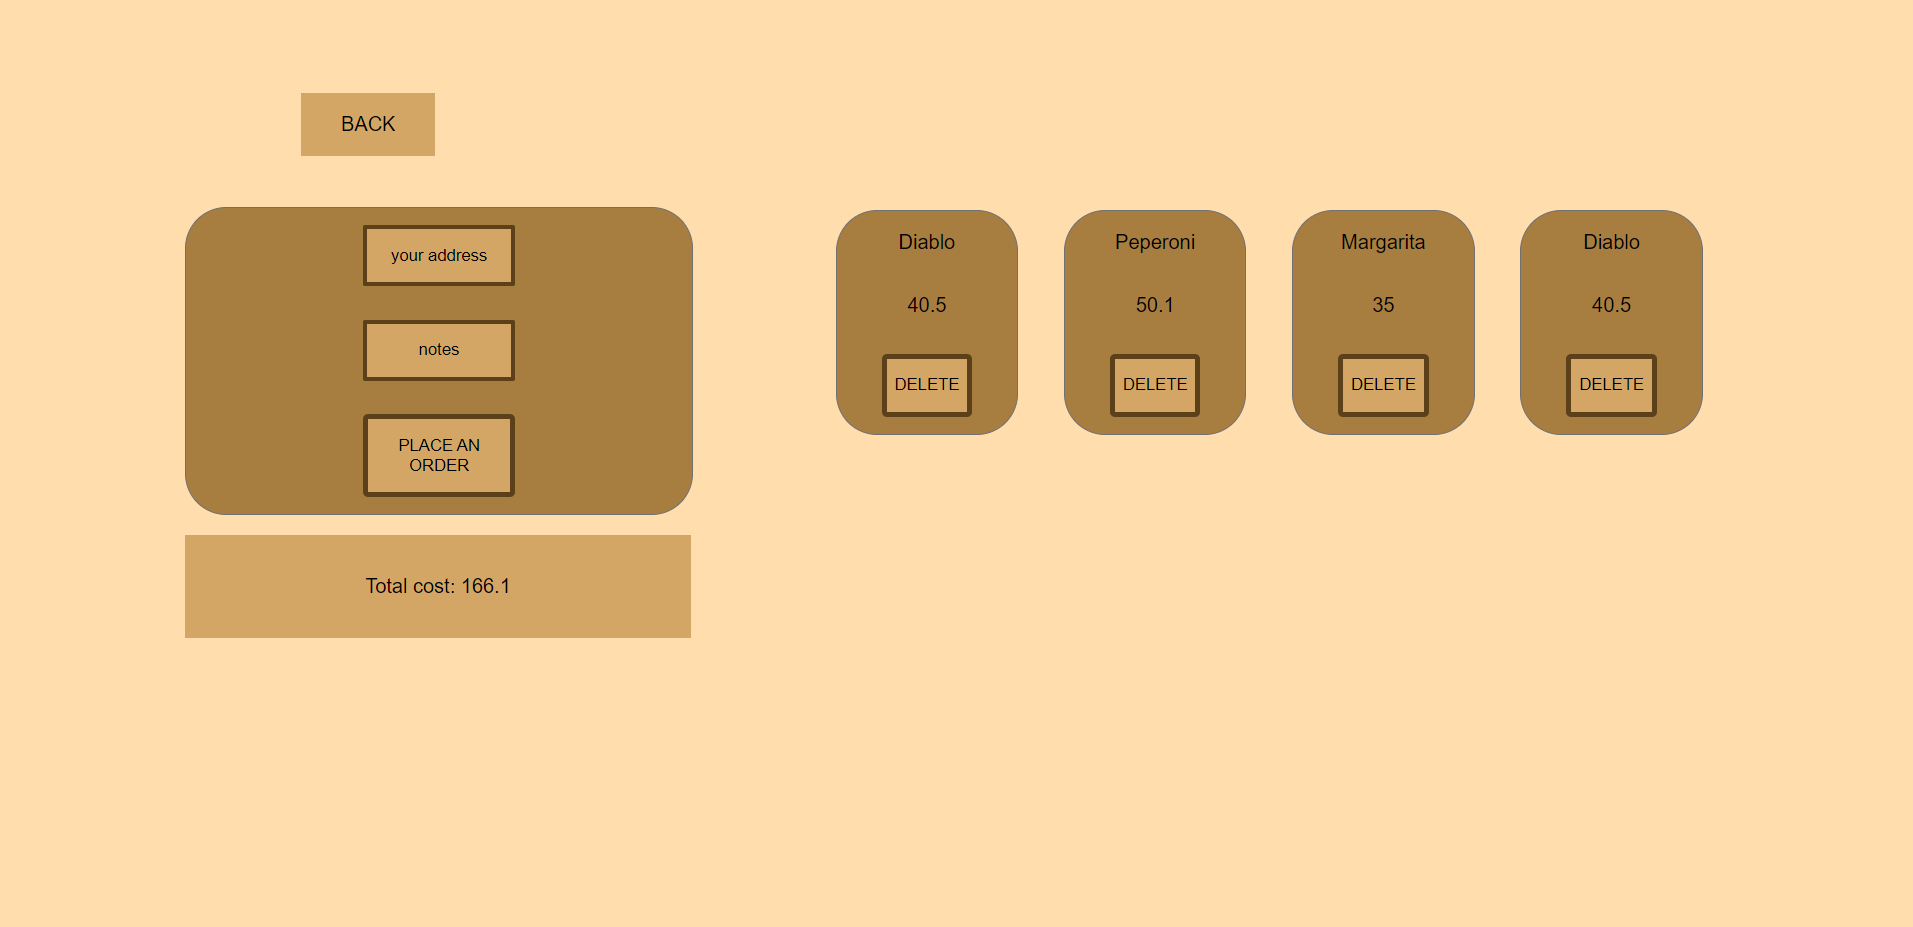 BACK
your address
notes
PLACE AN
ORDER
Total cost: 166.1
Diablo
40.5
DELETE
Peperoni
50.1
DELETE
Margarita
35
DELETE
Diablo
40.5
DELETE